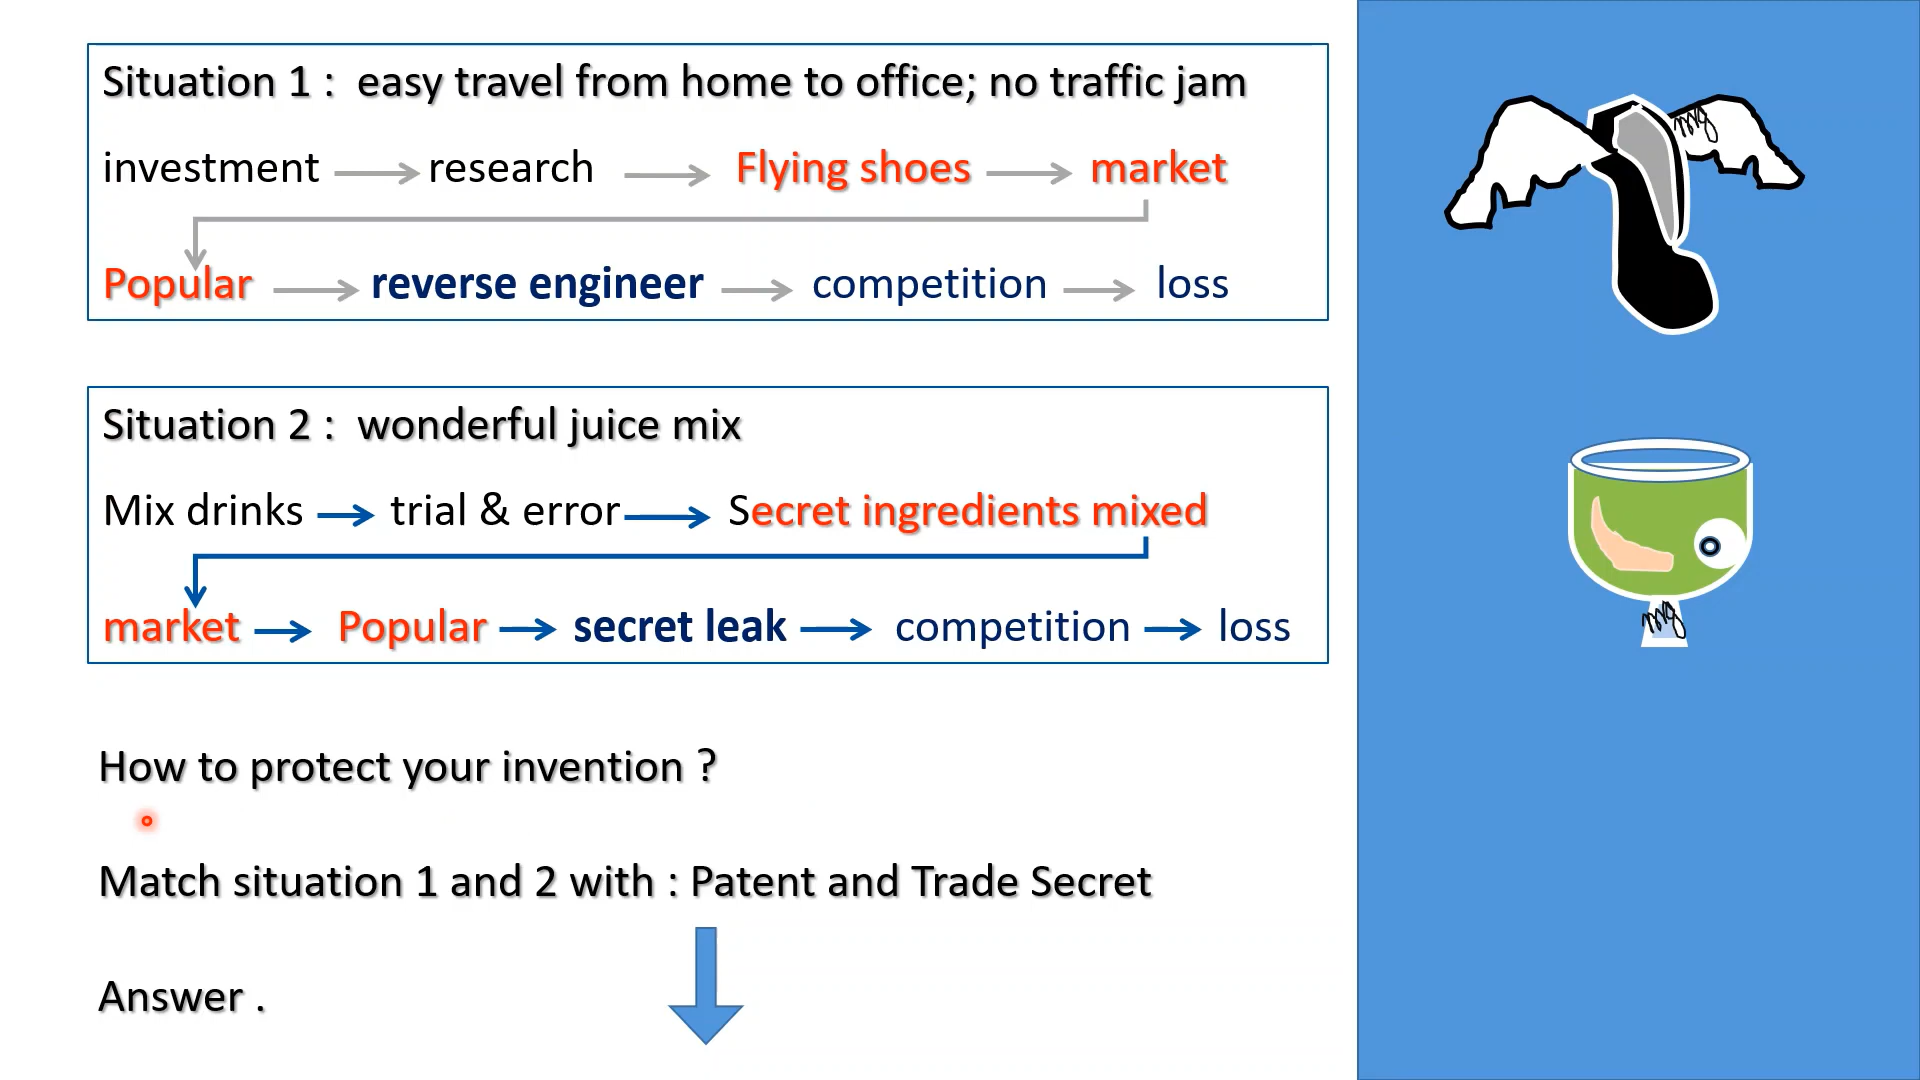 Situation 1 : easy travel from home to office; no traffic jam
investment research Flying shoes market
Popular reverse engineer competition loss
Situation 2 : wonderful juice mix
Mix drinks trial & error Secret ingredients mixed
market Popular secret leak competition loss
How to protect your invention ?
Match situation 1 and 2 with : Patent and Trade Secret
Answer .